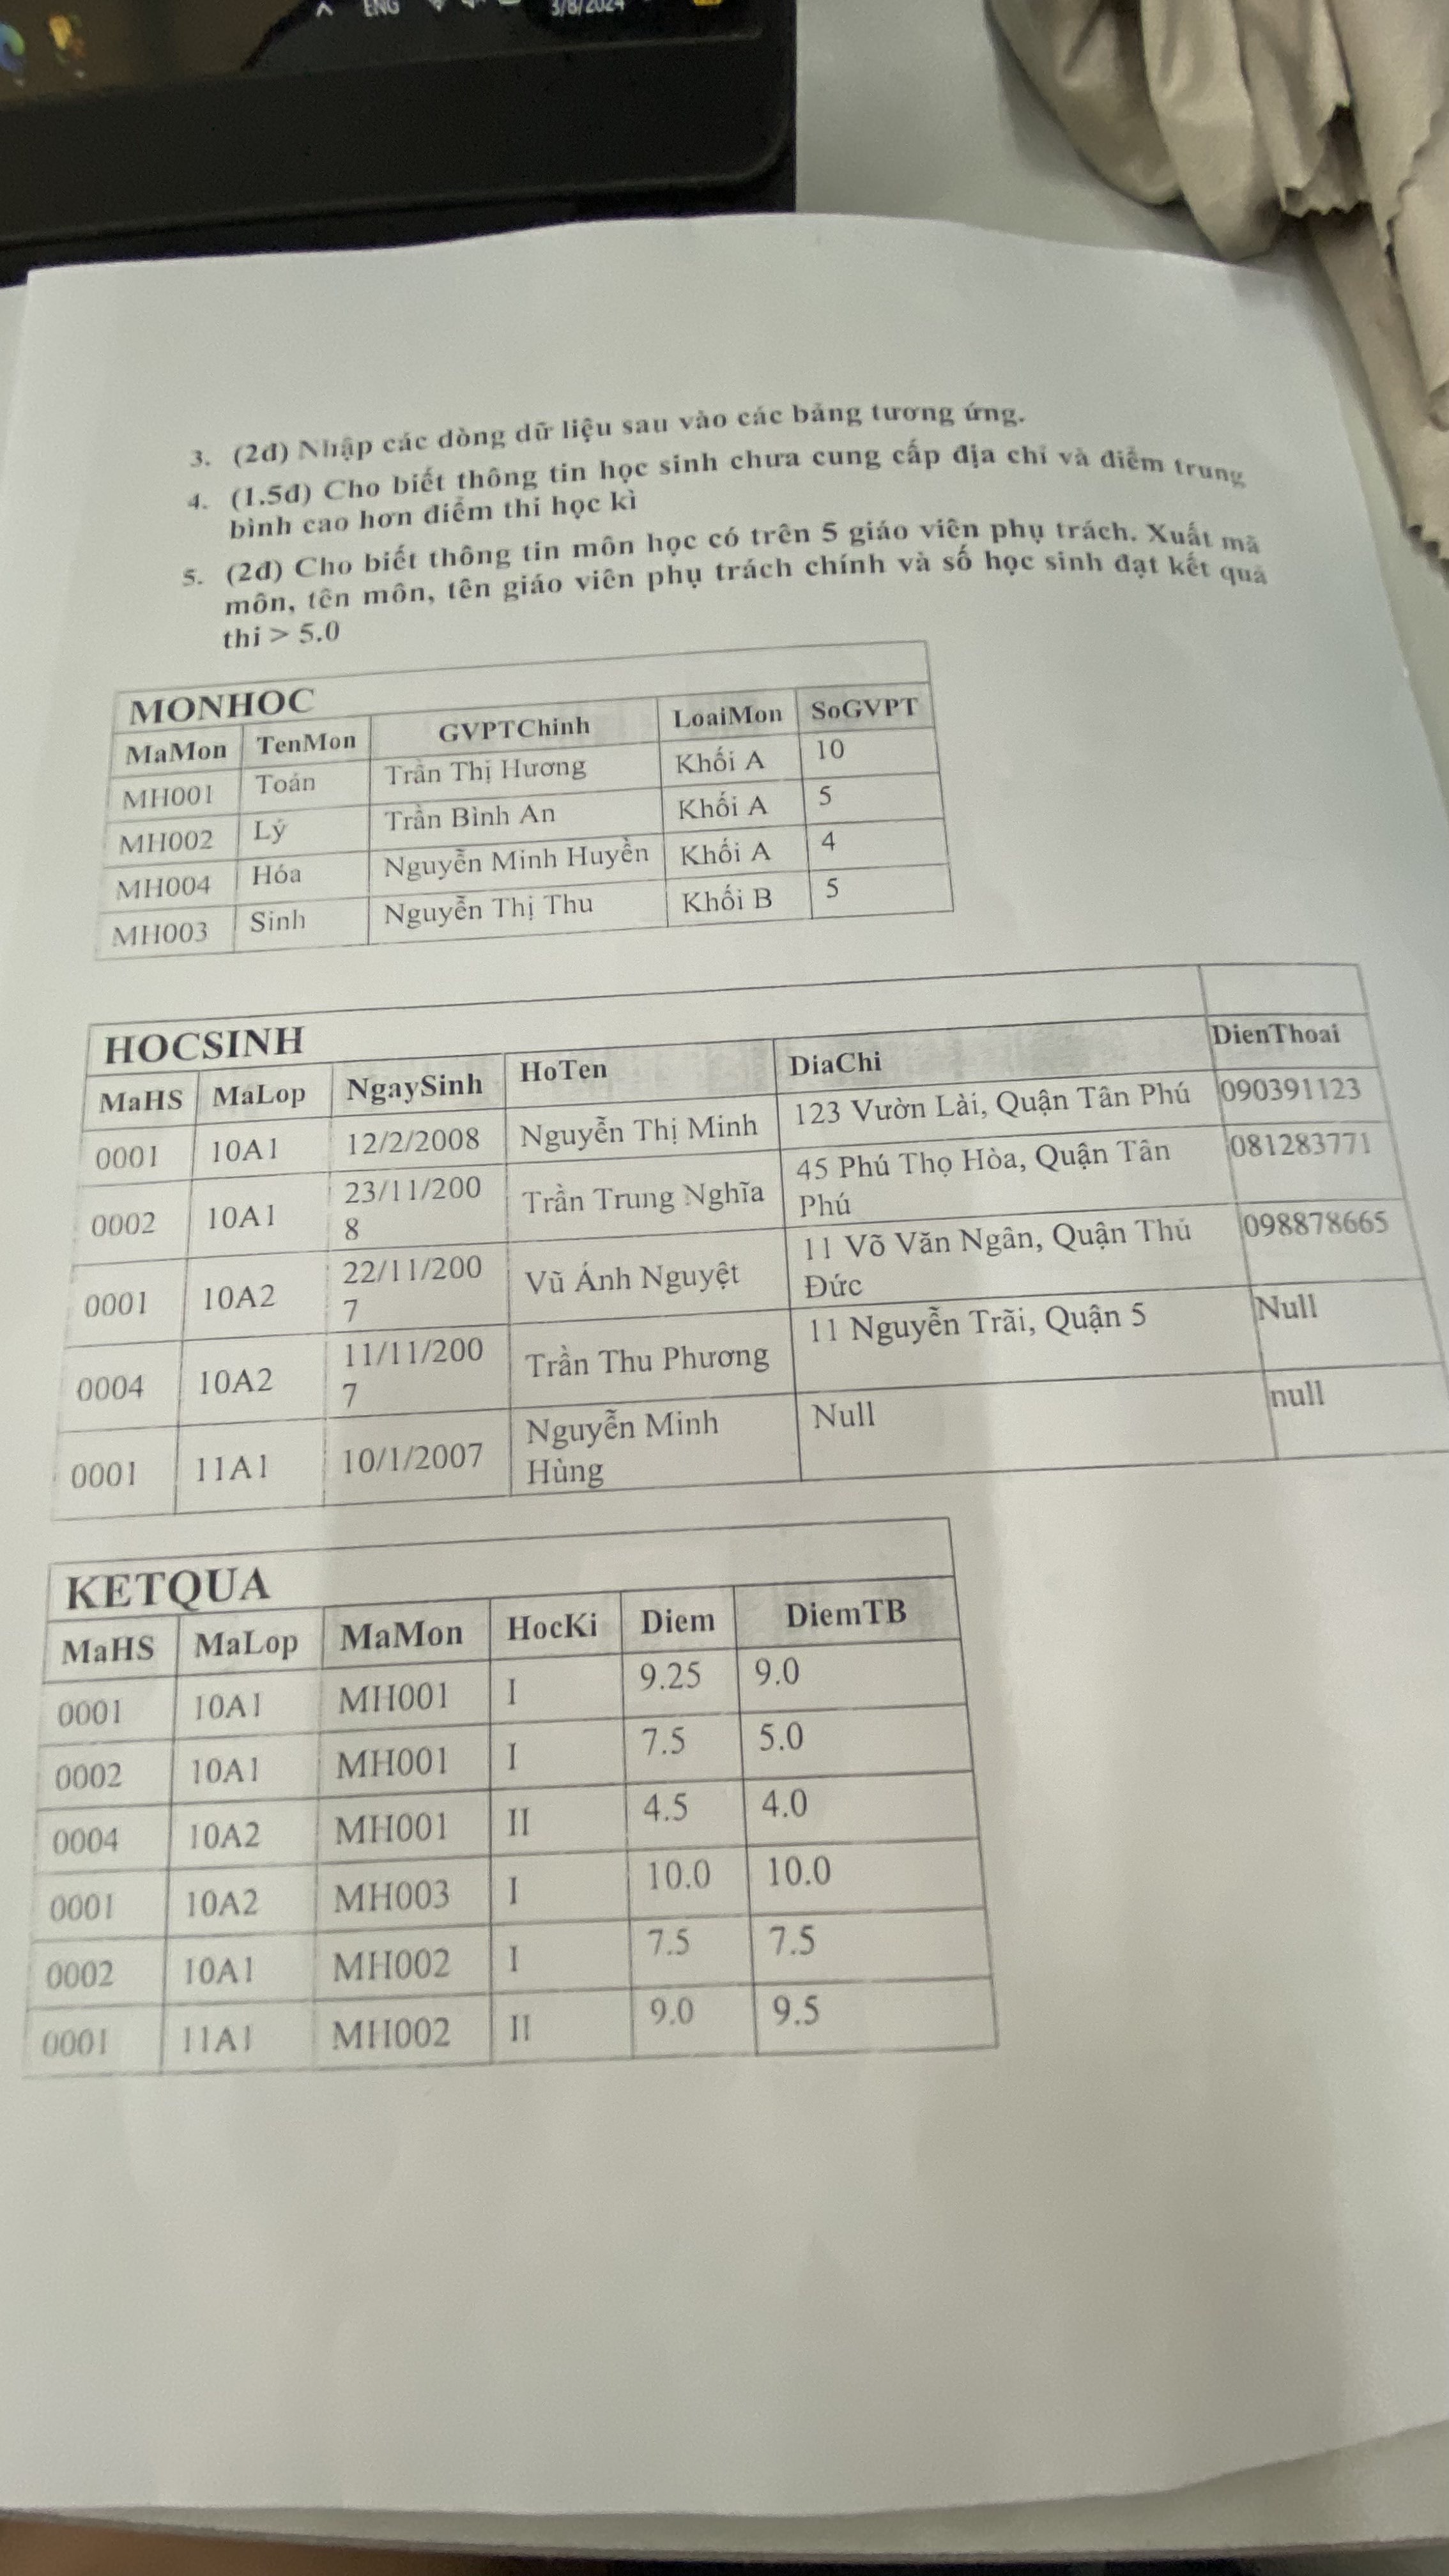 ENG
3/8/2024
3. (2đ) Nhập các dòng dữ liệu sau vào các bảng tương ứng.
4. (1.5đ) Cho biết thông tin học sinh chưa cung cấp địa chỉ và điểm trung
bình cao hơn điểm thi học kì
5. (2đ) Cho biết thông tin môn học có trên 5 giáo viên phụ trách. Xuất mã
môn, tên môn, tên giáo viên phụ trách chính và số học sinh đạt kết quả
thi > 5.0
MONHOC
MaMon TenMon GVPTChinh LoaiMon SoGVPT
MH001 Toán Trần Thị Hương Khối A 10
MH002 Lý Trần Bình An Khối A 5
MH004 Hóa Nguyễn Minh Huyền Khối A 4
MH003 Sinh Nguyễn Thị Thu Khối B 5
HOCSINH
MaHS MaLop NgaySinh HoTen DiaChi DienThoai
0001 10A1 12/2/2008 Nguyễn Thị Minh 123 Vườn Lài, Quận Tân Phú 090391123
0002 10A1 23/11/200 Trần Trung Nghĩa 45 Phú Thọ Hòa, Quận Tân 081283771
8 Phú
0001 10A2 22/11/200 Vũ Ánh Nguyệt 11 Võ Văn Ngân, Quận Thủ 098878665
7 Đức
0004 10A2 11/11/200 Trần Thu Phương 11 Nguyễn Trãi, Quận 5 Null
7
0001 11A1 10/1/2007 Nguyễn Minh Null null
Hùng
KETQUA
MaHS MaLop MaMon HocKi Diem DiemTB
0001 10A1 MH001 I 9.25 9.0
0002 10A1 MH001 I 7.5 5.0
0004 10A2 MH001 II 4.5 4.0
0001 10A2 MH003 I 10.0 10.0
0002 10A1 MH002 I 7.5 7.5
0001 11A1 MH002 II 9.0 9.5